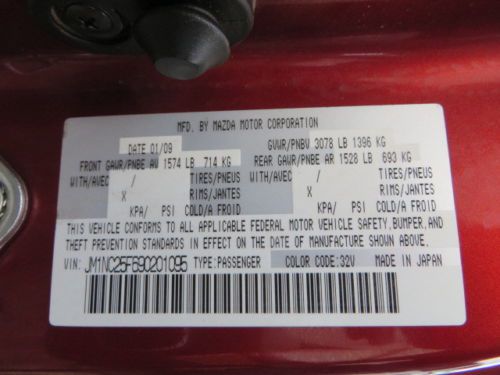 MFD. BY MAZDA MOTOR CORPORATION
DATE 01/09 GVWR/PNBV 3078 LB 1396 KG
FRONT GAWR/PNBE AV 1574 LB 714 KG REAR GAWR/PNBE AR 1528 LB 693 KG
WITH/AVEC / TIRES/PNEUS WITH/AVEC / TIRES/PNEUS
X RIMS/JANTES X RIMS/JANTES
KPA/ PSI COLD/A FROID KPA/ PSI COLD/A FROID
THIS VEHICLE CONFORMS TO ALL APPLICABLE FEDERAL MOTOR VEHICLE SAFETY,BUMPER,AND
THEFT PREVENTION STANDARDS IN EFFECT ON THE DATE OF MANUFACTURE SHOWN ABOVE.
VIN: JM1NC25F690201095 TYPE:PASSENGER COLOR CODE:32V MADE IN JAPAN